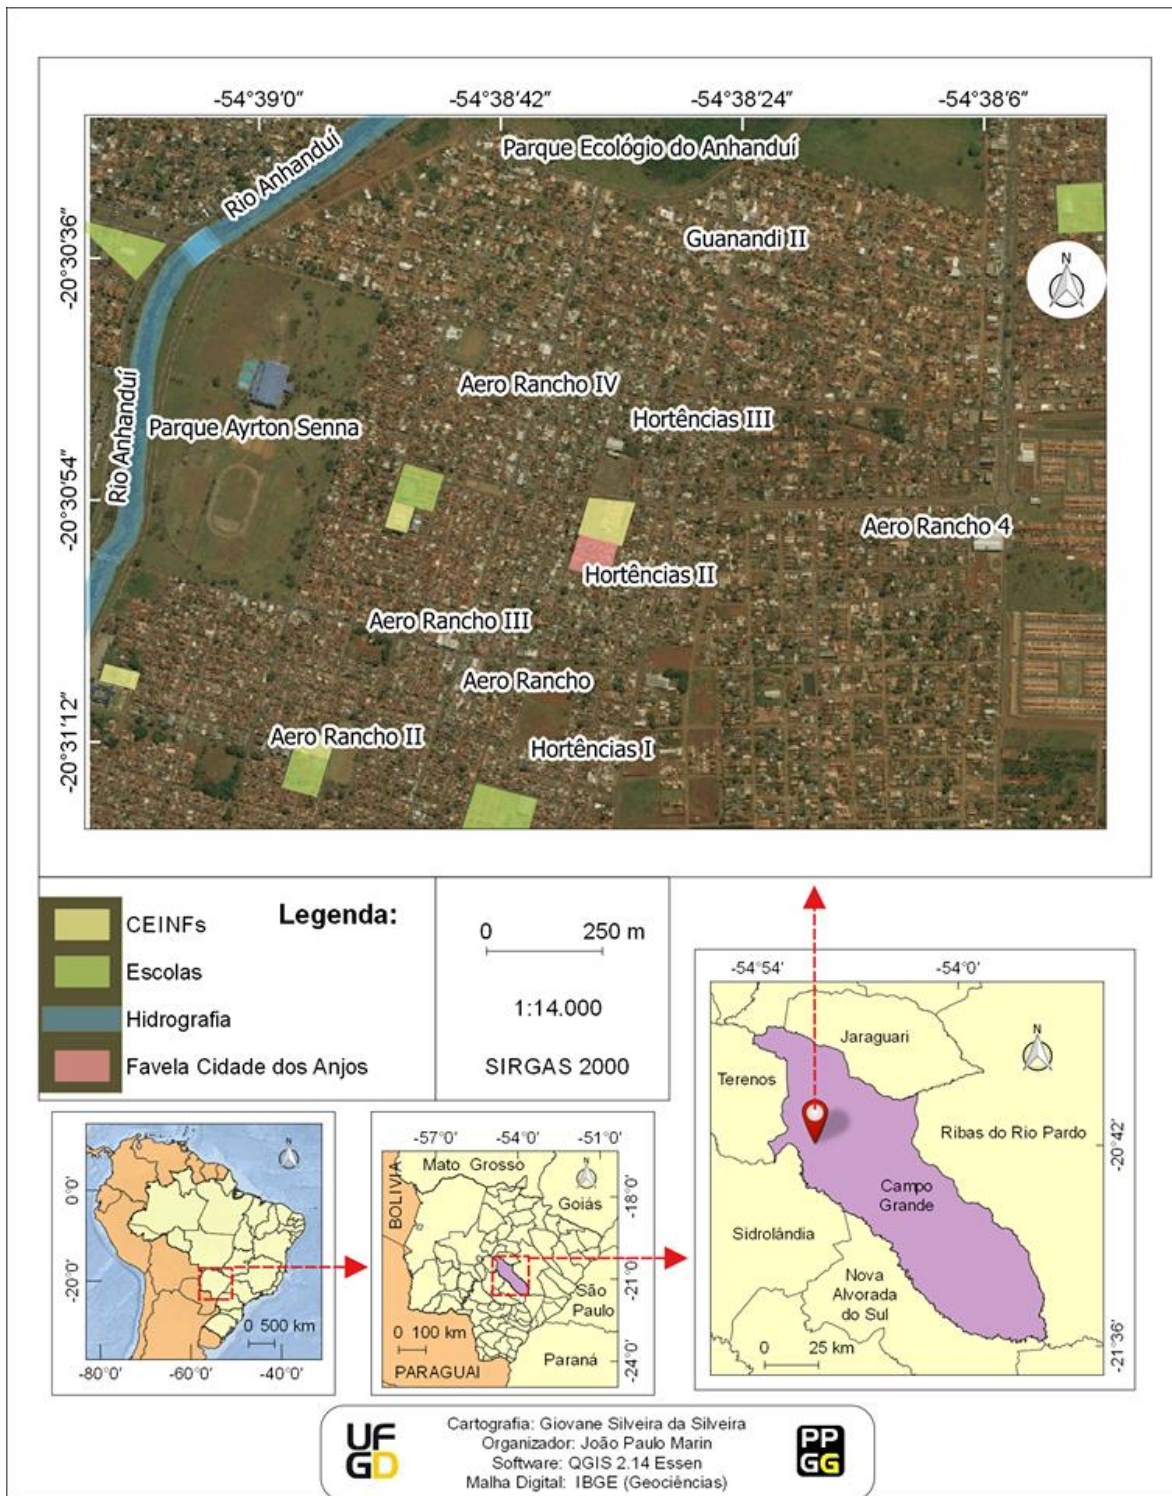 -54°39′0″
-54°38′42″
-54°38′24″
-54°38′6″
-20°30′36″
-20°30′54″
-20°31′12″
Rio Anhanduí
Parque Ecológio do Anhanduí
Guanandi II
N
Rio Anhanduí
Aero Rancho IV
Hortências III
Parque Ayrton Senna
Aero Rancho 4
Hortências II
Aero Rancho III
Aero Rancho
Aero Rancho II
Hortências I
Legenda:
CEINFs
Escolas
Hidrografia
Favela Cidade dos Anjos
0 250 m
1:14.000
SIRGAS 2000
-54°54′
-54°0′
Jaraguari
N
Terenos
Ribas do Rio Pardo
-20°42′
Campo
Grande
Sidrolândia
Nova
Alvorada
do Sul
0 25 km
-21°36′
N
0°0′
-20°0′
0 500 km
-80°0′
-60°0′
-40°0′
-57°0′
-54°0′
-51°0′
BOLIVIA
Mato Grosso
N
Goiás
-18°0′
-21°0′
São
Paulo
0 100 km
Paraná
-24°0′
PARAGUAI
UF
GD
Cartografia: Giovane Silveira da Silveira
Organizador: João Paulo Marin
Software: QGIS 2.14 Essen
Malha Digital: IBGE (Geociências)
PP
GG